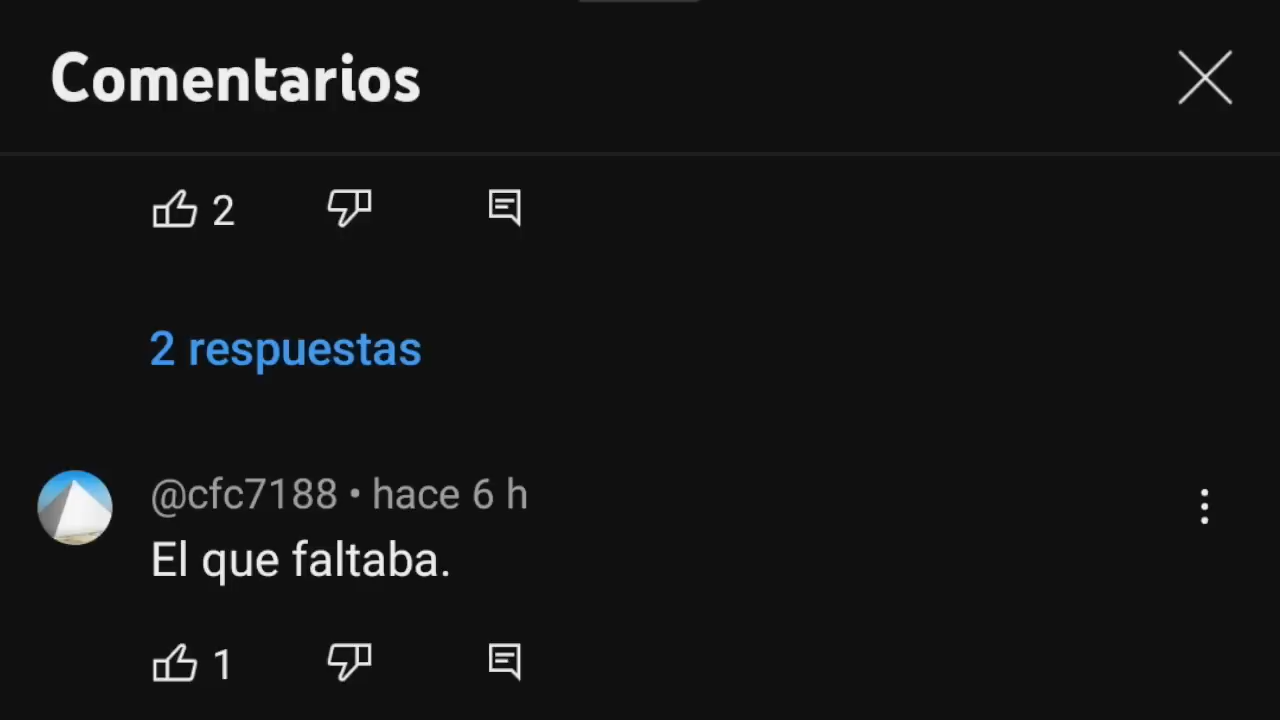 Comentarios
2
2 respuestas
@cfc7188 • hace 6 h
El que faltaba.
1